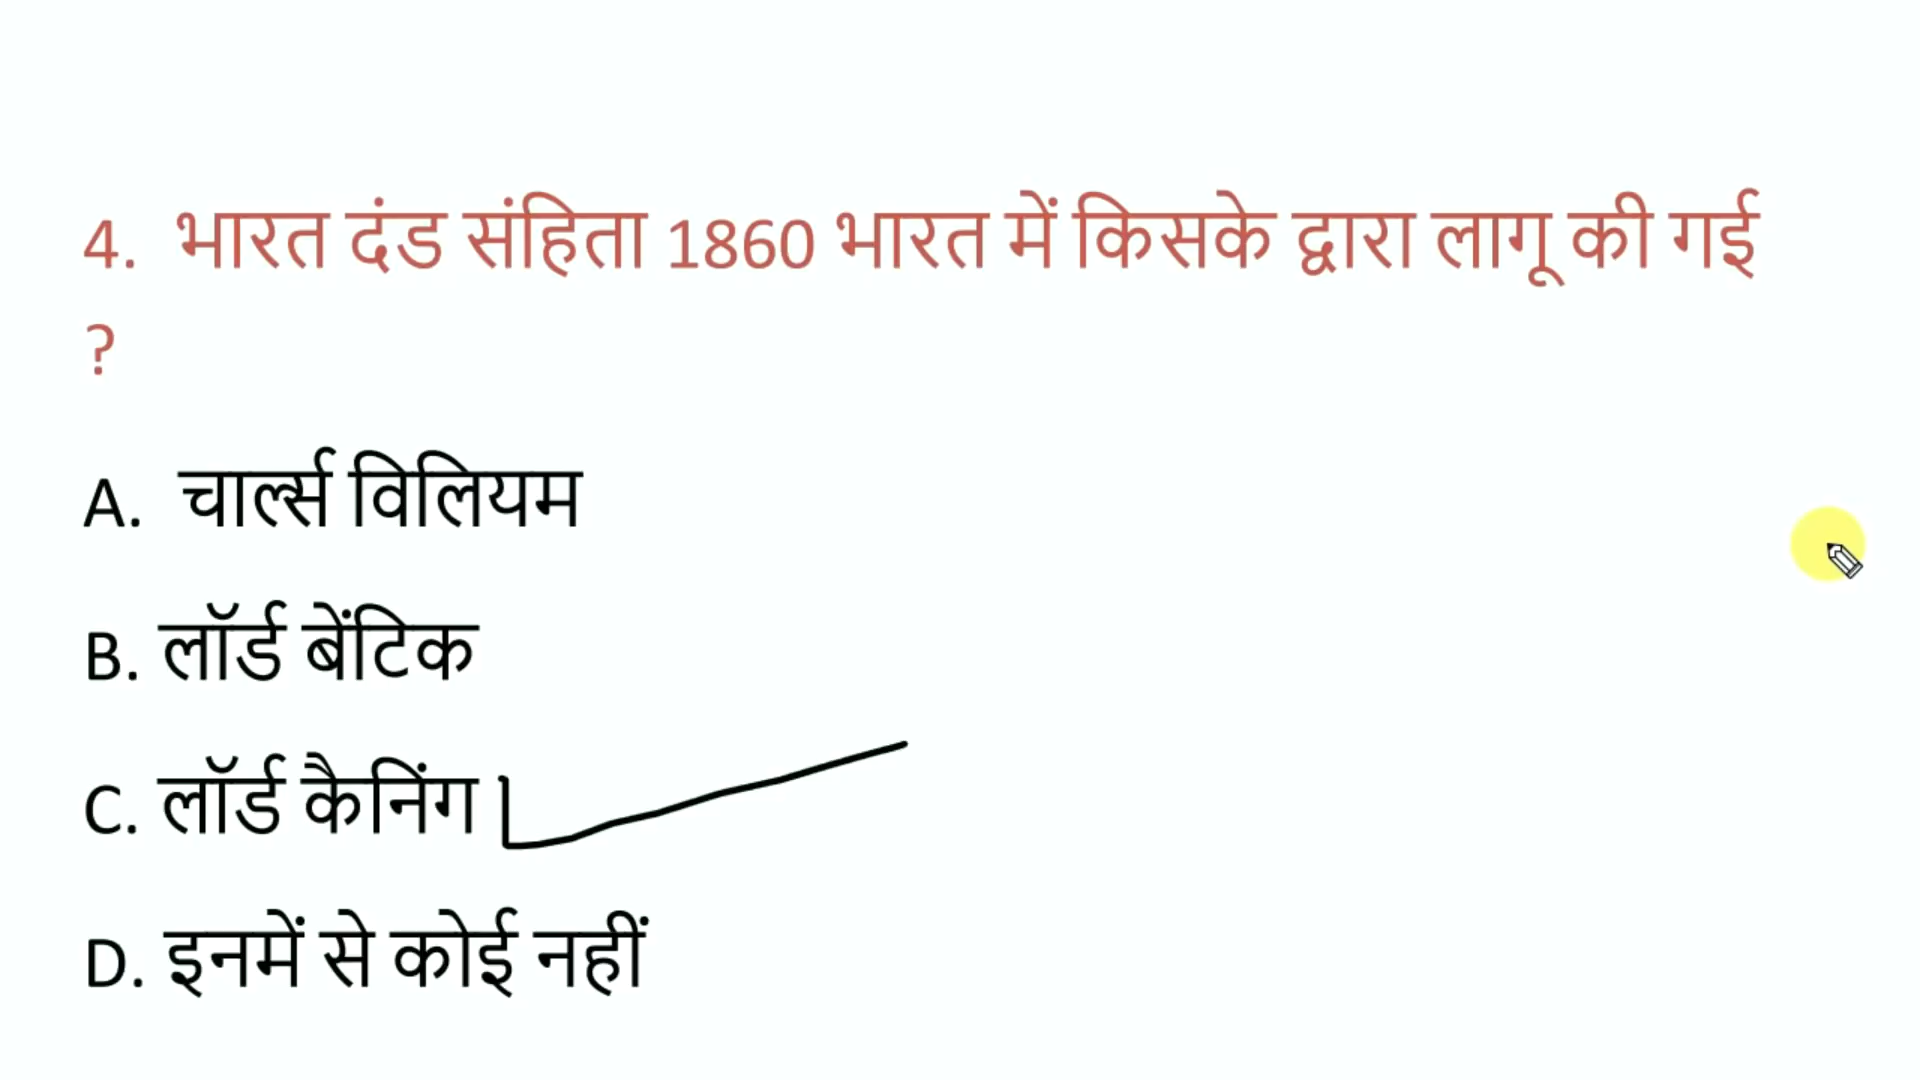 4. भारत दंड संहिता 1860 भारत में किसके द्वारा लागू की गई
?
A. चार्ल्स विलियम
B. लॉर्ड बेंटिक
C. लॉर्ड कैनिंग
D. इनमें से कोई नहीं